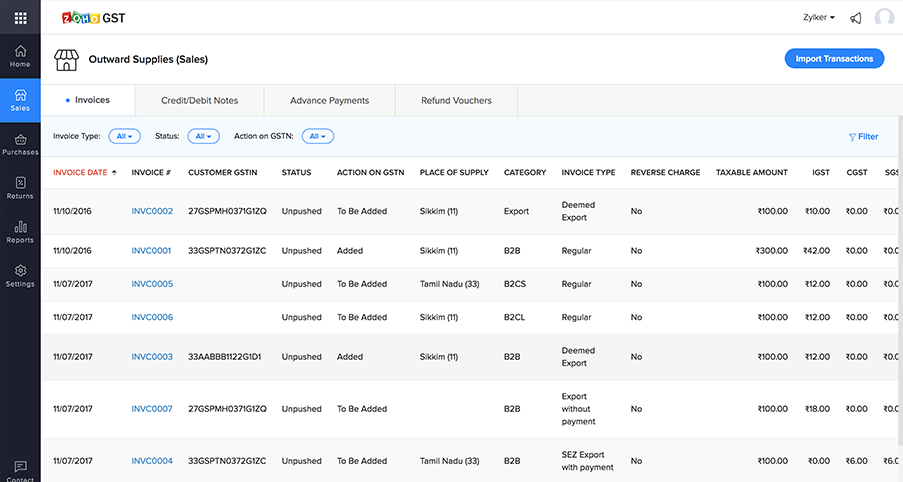 ZOHO GST
Zylker
Home
Sales
Purchases
Returns
Reports
Settings
Contact
Outward Supplies (Sales)
Import Transactions
Invoices Credit/Debit Notes Advance Payments Refund Vouchers
Invoice Type: All Status: All Action on GSTN: All Filter
INVOICE DATE INVOICE # CUSTOMER GSTIN STATUS ACTION ON GSTN PLACE OF SUPPLY CATEGORY INVOICE TYPE REVERSE CHARGE TAXABLE AMOUNT IGST CGST SGS
11/10/2016 INVC0002 27GSPMH0371G1ZQ Unpushed To Be Added Sikkim (11) Export Deemed Export No ₹100.00 ₹10.00 ₹0.00 ₹0.0
11/10/2016 INVC0001 33GSPTN0372G1ZC Unpushed Added Sikkim (11) B2B Regular No ₹300.00 ₹42.00 ₹0.00 ₹0.0
11/07/2017 INVC0005 Unpushed To Be Added Tamil Nadu (33) B2CS Regular No ₹100.00 ₹12.00 ₹0.00 ₹0.0
11/07/2017 INVC0006 Unpushed To Be Added Sikkim (11) B2CL Regular No ₹100.00 ₹12.00 ₹0.00 ₹0.0
11/07/2017 INVC0003 33AABBB1122G1D1 Unpushed Added Sikkim (11) B2B Deemed Export No ₹100.00 ₹12.00 ₹0.00 ₹0.0
11/07/2017 INVC0007 27GSPMH0371G1ZQ Unpushed To Be Added B2B Export without payment No ₹100.00 ₹18.00 ₹0.00 ₹0.0
11/07/2017 INVC0004 33GSPTN0372G1ZC Unpushed To Be Added Tamil Nadu (33) B2B SEZ Export with payment No ₹100.00 ₹0.00 ₹6.00 ₹6.0